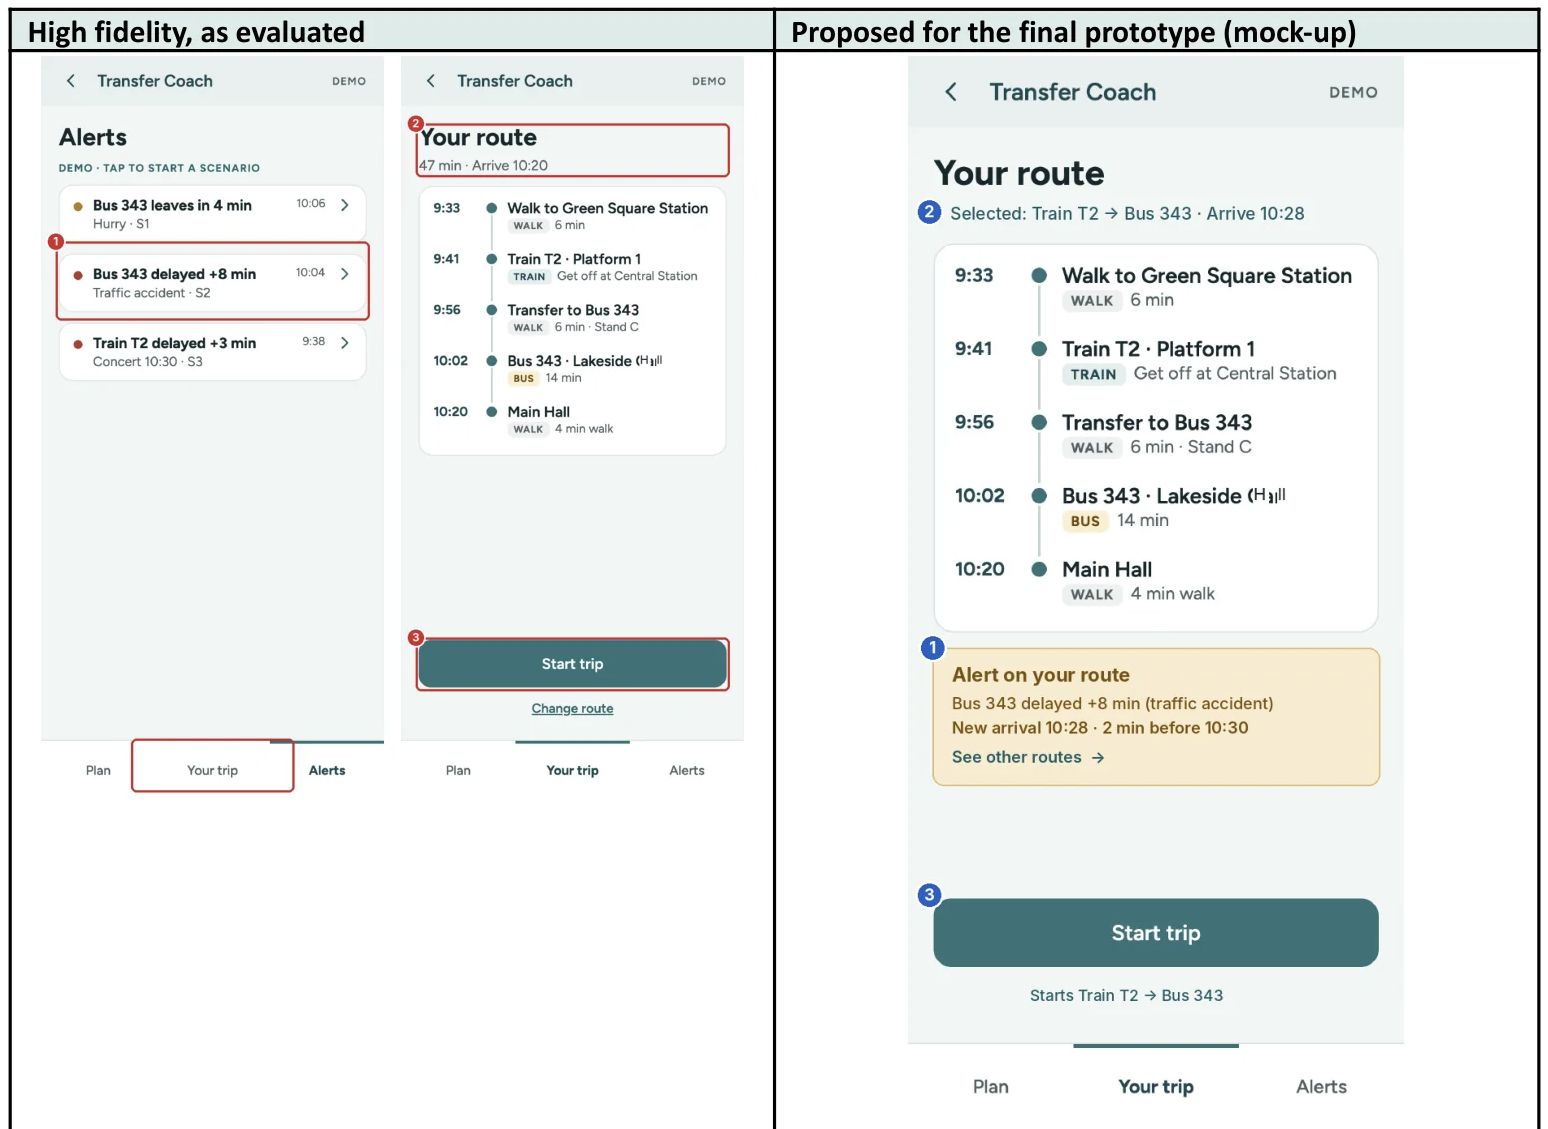 High fidelity, as evaluated
Transfer Coach
DEMO
Alerts
DEMO · TAP TO START A SCENARIO
Bus 343 leaves in 4 min
10:06
Hurry · S1
1
Bus 343 delayed +8 min
10:04
Traffic accident · S2
Train T2 delayed +3 min
9:38
Concert 10:30 · S3
Plan
Your trip
Alerts
Transfer Coach
DEMO
2
Your route
47 min · Arrive 10:20
9:33
Walk to Green Square Station
WALK 6 min
9:41
Train T2 · Platform 1
TRAIN Get off at Central Station
9:56
Transfer to Bus 343
WALK 6 min · Stand C
10:02
Bus 343 · Lakeside
BUS 14 min
10:20
Main Hall
WALK 4 min walk
3
Start trip
Change route
Plan
Your trip
Alerts
Proposed for the final prototype (mock-up)
Transfer Coach
DEMO
Your route
2 Selected: Train T2 → Bus 343 · Arrive 10:28
9:33
Walk to Green Square Station
WALK 6 min
9:41
Train T2 · Platform 1
TRAIN Get off at Central Station
9:56
Transfer to Bus 343
WALK 6 min · Stand C
10:02
Bus 343 · Lakeside
BUS 14 min
10:20
Main Hall
WALK 4 min walk
1
Alert on your route
Bus 343 delayed +8 min (traffic accident)
New arrival 10:28 · 2 min before 10:30
See other routes →
3
Start trip
Starts Train T2 → Bus 343
Plan
Your trip
Alerts